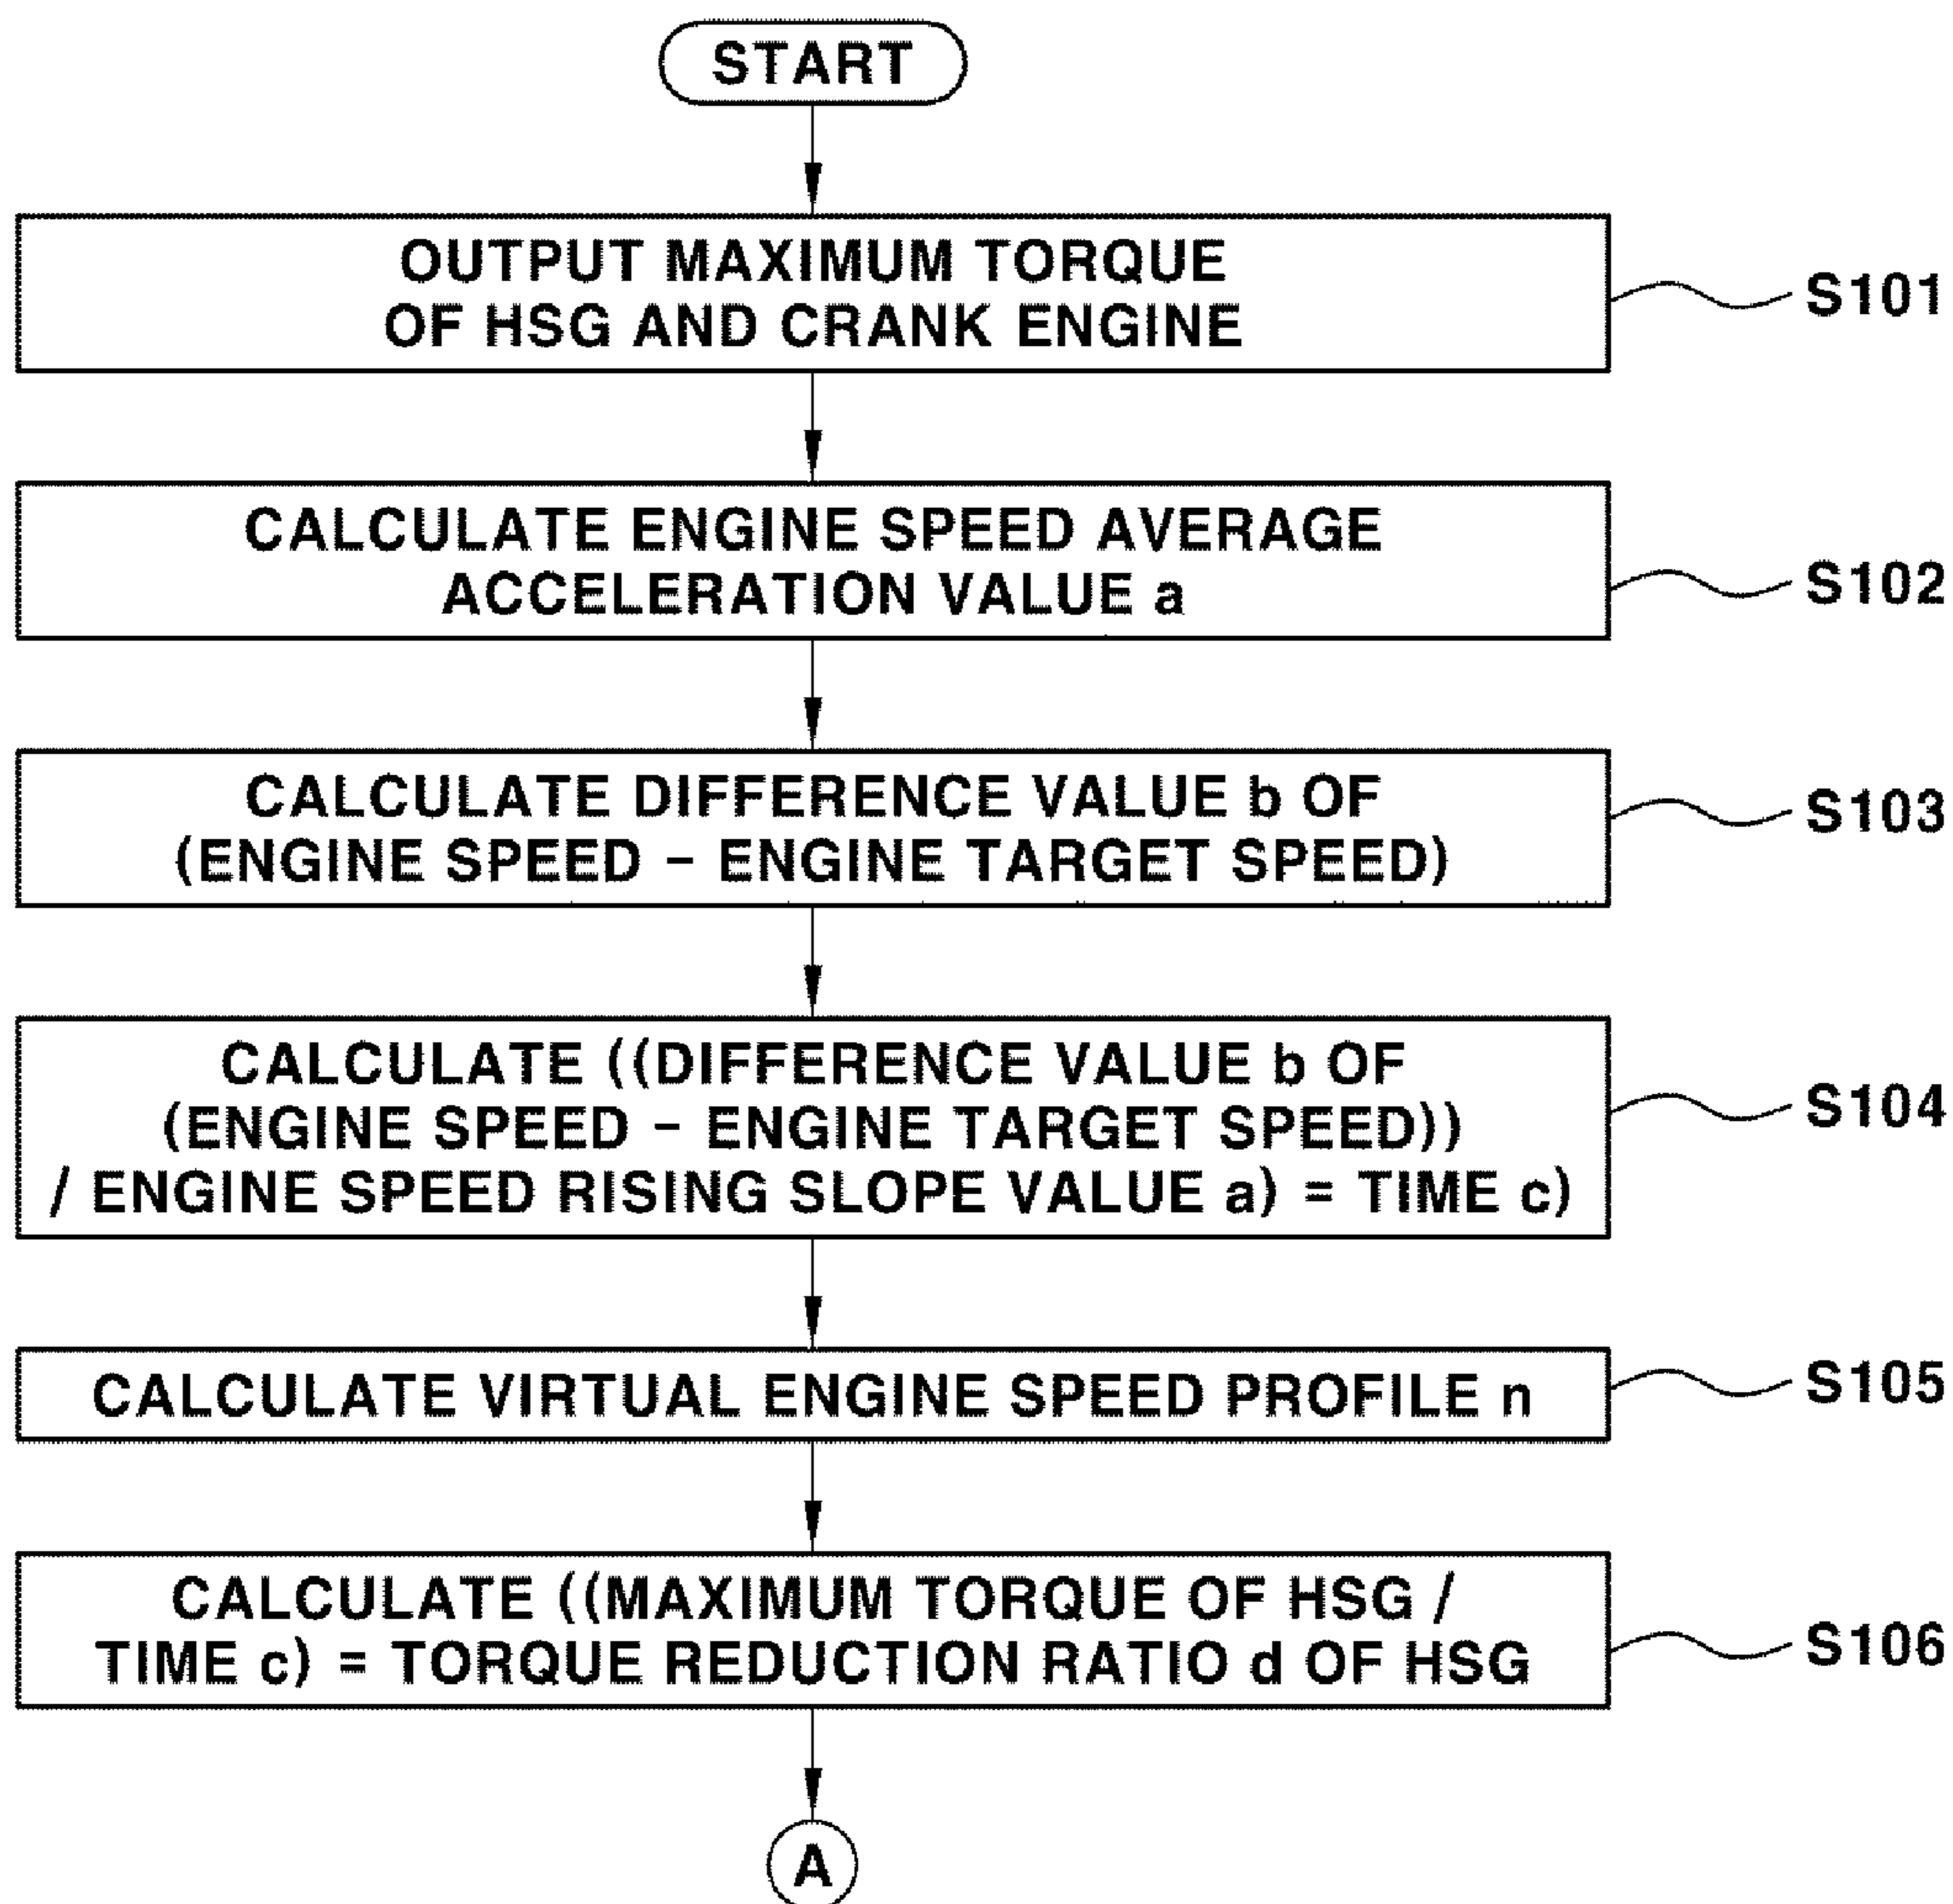 START
OUTPUT MAXIMUM TORQUE
OF HSG AND CRANK ENGINE
S101
CALCULATE ENGINE SPEED AVERAGE
ACCELERATION VALUE a
S102
CALCULATE DIFFERENCE VALUE b OF
(ENGINE SPEED – ENGINE TARGET SPEED)
S103
CALCULATE ((DIFFERENCE VALUE b OF
(ENGINE SPEED – ENGINE TARGET SPEED))
/ ENGINE SPEED RISING SLOPE VALUE a) = TIME c)
S104
CALCULATE VIRTUAL ENGINE SPEED PROFILE n
S105
CALCULATE ((MAXIMUM TORQUE OF HSG /
TIME c) = TORQUE REDUCTION RATIO d OF HSG
S106
A